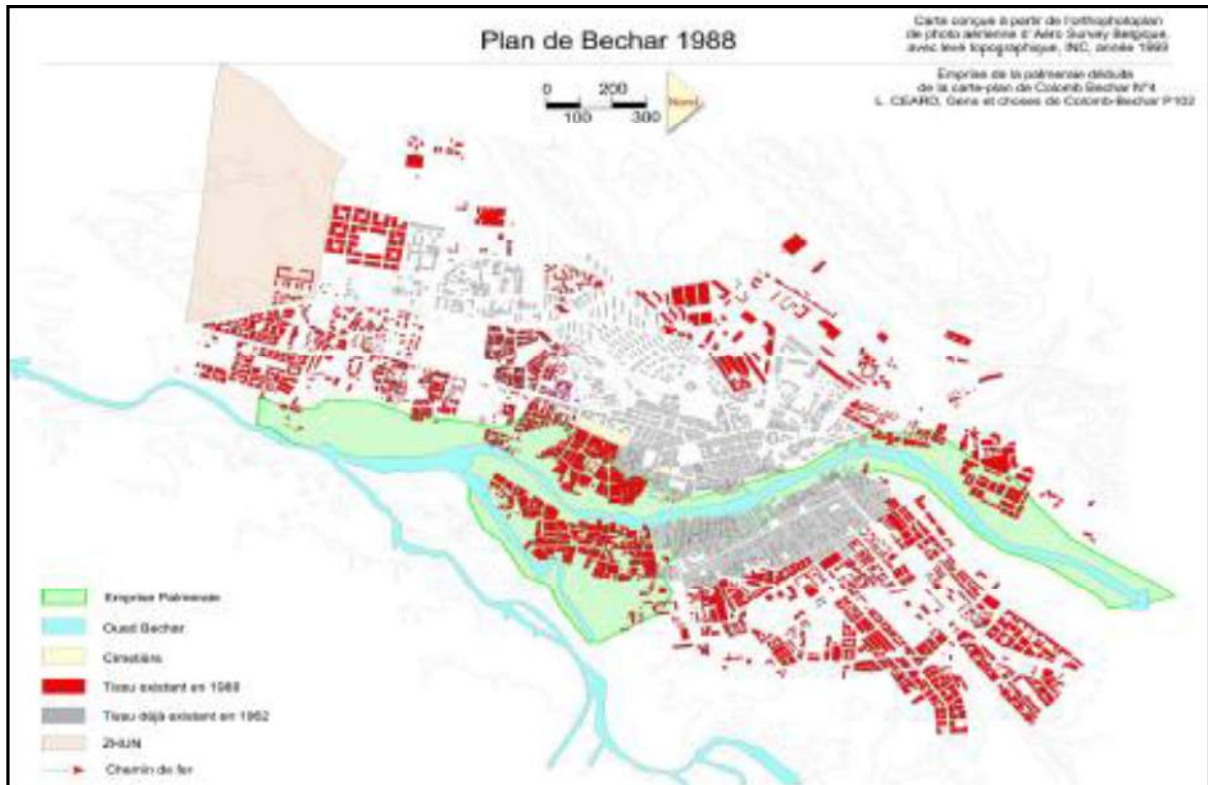 Plan de Bechar 1988
Carte conçue à partir de l'orthophotoplan
de photo aérienne d'Aéro Survey Belgique,
avec levé topographique, INC, année
Emprise de la palmeraie déduite
de la carte-plan de Colomb Bechar N°4
L. CEARD, Gens et choses de Colomb-Bechar P102
0 200
100 300
Nord
Emprise Palmeraie
Oued Bechar
Cimetière
Tissu existant en 1988
Tissu déjà existant en 1962
ZHUN
Chemin de fer